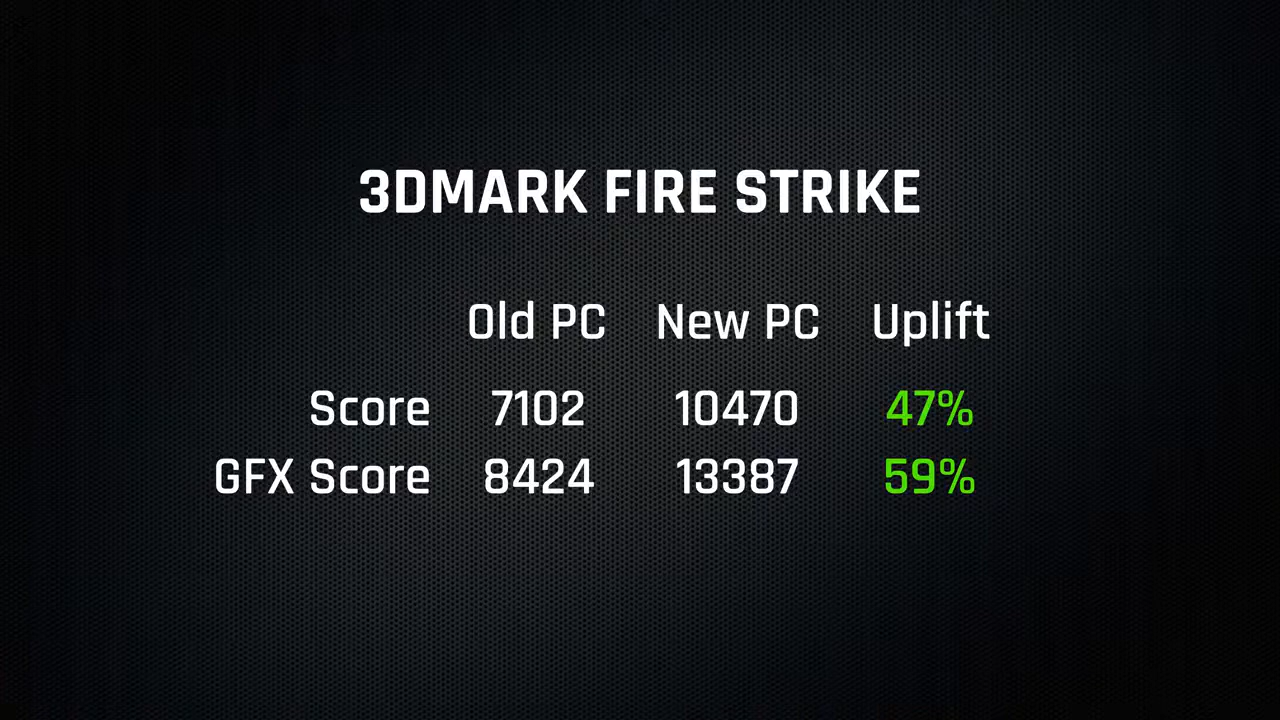 3DMARK FIRE STRIKE
Old PC New PC Uplift
Score 7102 10470 47%
GFX Score 8424 13387 59%